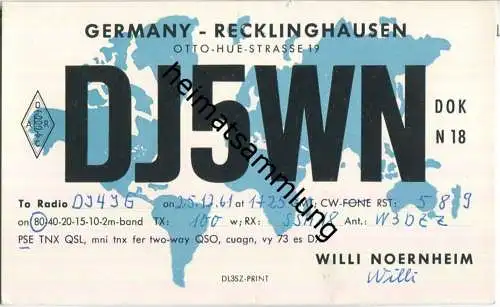 GERMANY - RECKLINGHAUSEN
OTTO-HUE-STRASSE 19
DJ5WN
DOK
N 18
D A R C
To Radio DJ4JG on 25.12.61 at 1725 GMT; CW-FONE RST: 589
on 80-40-20-15-10-2m-band TX: 100 w; RX: Ant.: W3DZZ
PSE TNX QSL, mni tnx fer two-way QSO, cuagn, vy 73 es DX
WILLI NOERNHEIM
Willi
DL3SZ-PRINT
heimatsammlung.de